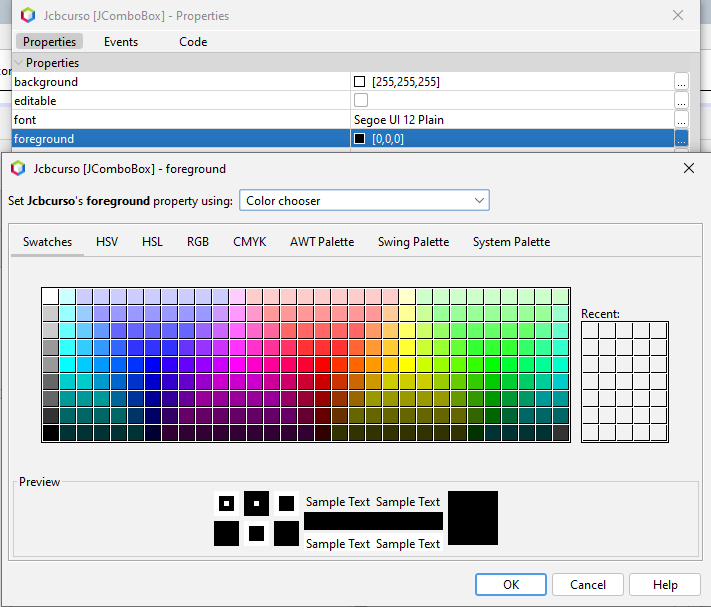 Jcbcurso [JComboBox] - Properties
Properties Events Code
Properties
background [255,255,255] ...
editable ...
font Segoe UI 12 Plain ...
foreground [0,0,0] ...
Jcbcurso [JComboBox] - foreground
Set Jcbcurso's foreground property using: Color chooser
Swatches HSV HSL RGB CMYK AWT Palette Swing Palette System Palette
Recent:
Preview
Sample Text Sample Text
Sample Text Sample Text
OK Cancel Help